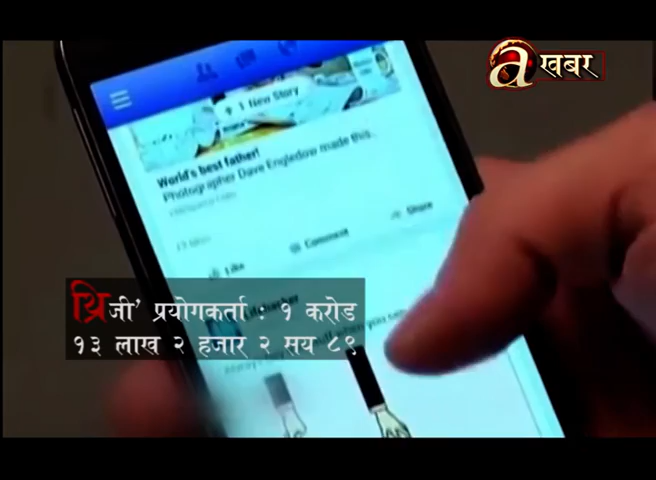 a खबर
↑ 1 New Story
World's best father!
Photographer Dave Engledow made this.
Like Comment Share
थ्रिजी' प्रयोगकर्ता : १ करोड
१३ लाख २ हजार २ सय ८९